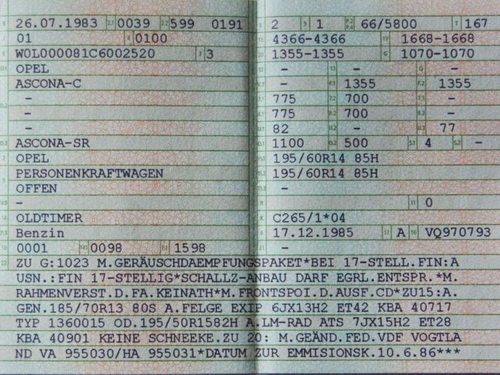 26.07.1983 0039 599 0191
01 0100
W0L000081C6002520 3
OPEL
ASCONA-C
-
-
-
ASCONA-SR
OPEL
PERSONENKRAFTWAGEN
OFFEN
-
OLDTIMER
Benzin
0001 0098 1598
2 1 66/5800 167
4366-4366 1668-1668
1355-1355 1070-1070
- - -
- 1355 1355
775 700 -
775 700 -
82 - 77
1100 500 4 -
195/60R14 85H
195/60R14 85H
-
0
C265/1*04
17.12.1985 A VQ970793
ZU G:1023 M.GERÄUSCHDAEMPFUNGSPAKET*BEI 17-STELL.FIN:A
USN.:FIN 17-STELLIG*SCHALLZ-ANBAU DARF EGRL.ENTSPR.*M.
RAHMENVERST.D.FA.KEINATH*M.FRONTSPOI.D.AUSF.CD*ZU15:A.
GEN.185/70R13 80S A.FELGE EXIP 6JX13H2 ET42 KBA 40717
TYP 1360015 OD.195/50R1582H A.LM-RAD ATS 7JX15H2 ET28
KBA 40901 KEINE SCHNEEKE.ZU 20: M.GEÄND.FED.VDF VOGTLA
ND VA 955030/HA 955031*DATUM ZUR EMMISIONSK.10.6.86***